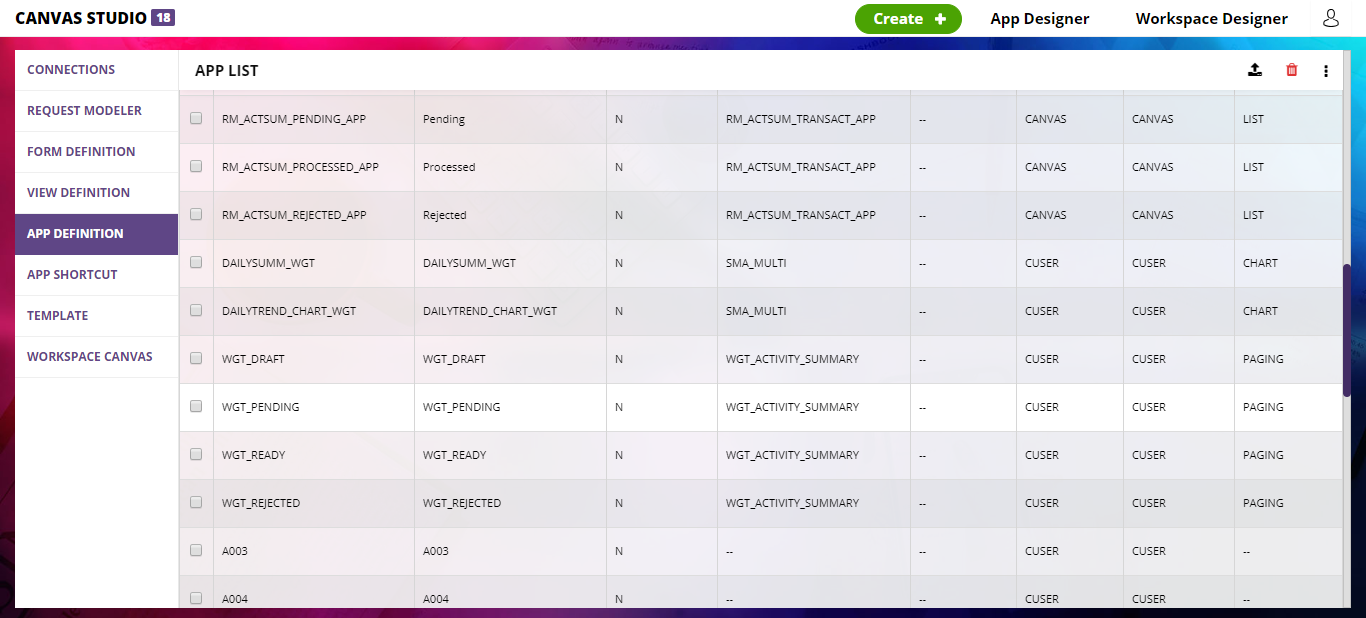 CANVAS STUDIO 18 Create + App Designer Workspace Designer
CONNECTIONS
REQUEST MODELER
FORM DEFINITION
VIEW DEFINITION
APP DEFINITION
APP SHORTCUT
TEMPLATE
WORKSPACE CANVAS
APP LIST
RM_ACTSUM_PENDING_APP Pending N RM_ACTSUM_TRANSACT_APP -- CANVAS CANVAS LIST
RM_ACTSUM_PROCESSED_APP Processed N RM_ACTSUM_TRANSACT_APP -- CANVAS CANVAS LIST
RM_ACTSUM_REJECTED_APP Rejected N RM_ACTSUM_TRANSACT_APP -- CANVAS CANVAS LIST
DAILYSUMM_WGT DAILYSUMM_WGT N SMA_MULTI -- CUSER CUSER CHART
DAILYTREND_CHART_WGT DAILYTREND_CHART_WGT N SMA_MULTI -- CUSER CUSER CHART
WGT_DRAFT WGT_DRAFT N WGT_ACTIVITY_SUMMARY -- CUSER CUSER PAGING
WGT_PENDING WGT_PENDING N WGT_ACTIVITY_SUMMARY -- CUSER CUSER PAGING
WGT_READY WGT_READY N WGT_ACTIVITY_SUMMARY -- CUSER CUSER PAGING
WGT_REJECTED WGT_REJECTED N WGT_ACTIVITY_SUMMARY -- CUSER CUSER PAGING
A003 A003 N -- -- CUSER CUSER --
A004 A004 N -- -- CUSER CUSER --